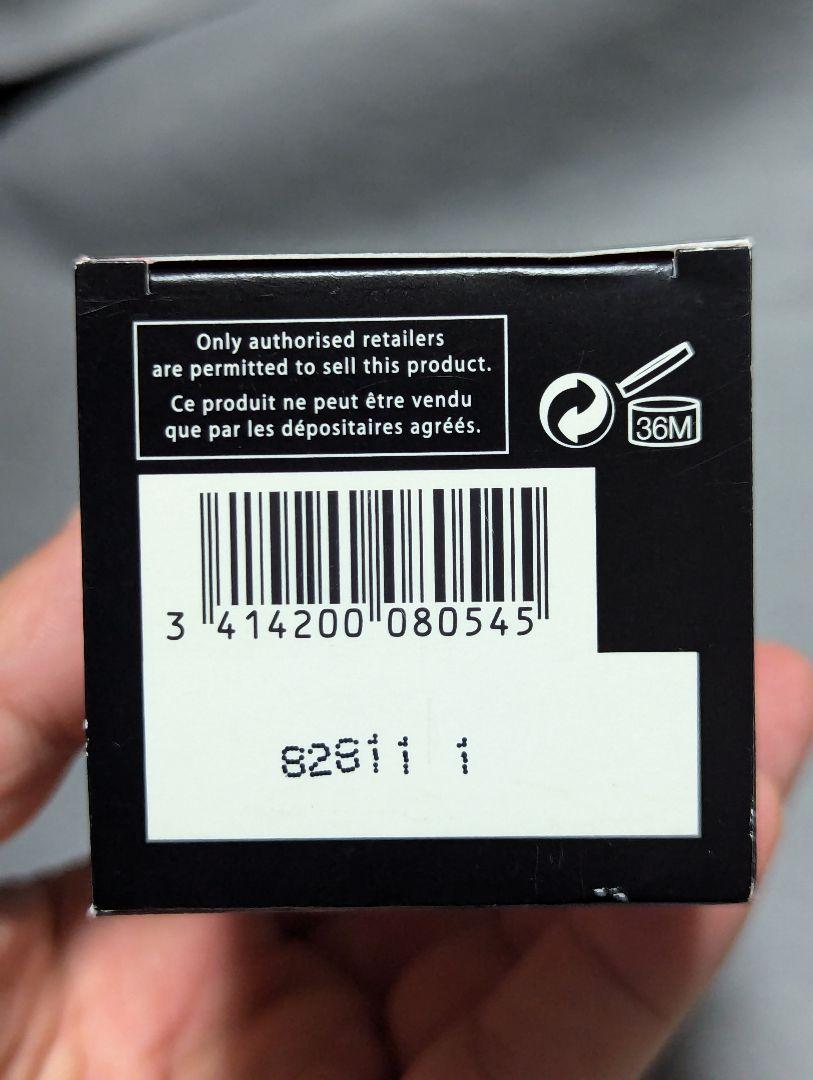 Only authorised retailers
are permitted to sell this product.
Ce produit ne peut être vendu
que par les dépositaires agréés.
36M
3 414200 080545
82811 1